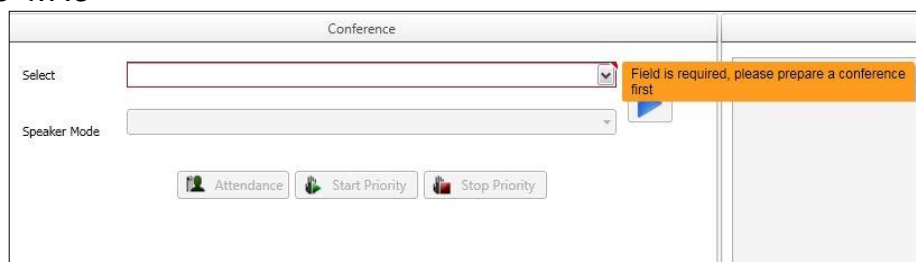 Conference
Select
Field is required, please prepare a conference
first
Speaker Mode
Attendance
Start Priority
Stop Priority